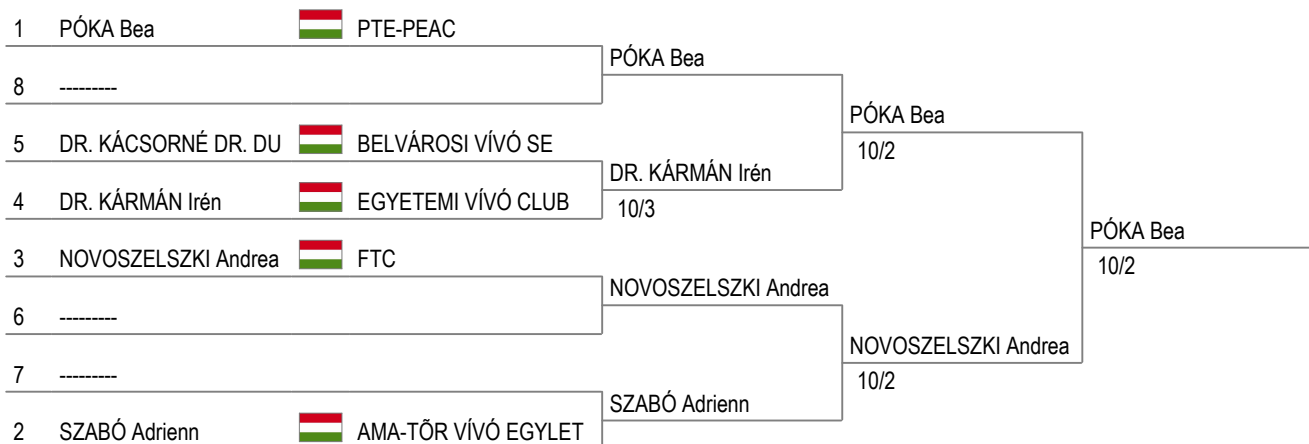 1 PÓKA Bea PTE-PEAC
PÓKA Bea
8 ---------
PÓKA Bea
10/2
5 DR. KÁCSORNÉ DR. DU BELVÁROSI VÍVÓ SE
DR. KÁRMÁN Irén
10/3
4 DR. KÁRMÁN Irén EGYETEMI VÍVÓ CLUB
PÓKA Bea
10/2
3 NOVOSZELSZKI Andrea FTC
NOVOSZELSZKI Andrea
6 ---------
NOVOSZELSZKI Andrea
10/2
7 ---------
SZABÓ Adrienn
2 SZABÓ Adrienn AMA-TÕR VÍVÓ EGYLET